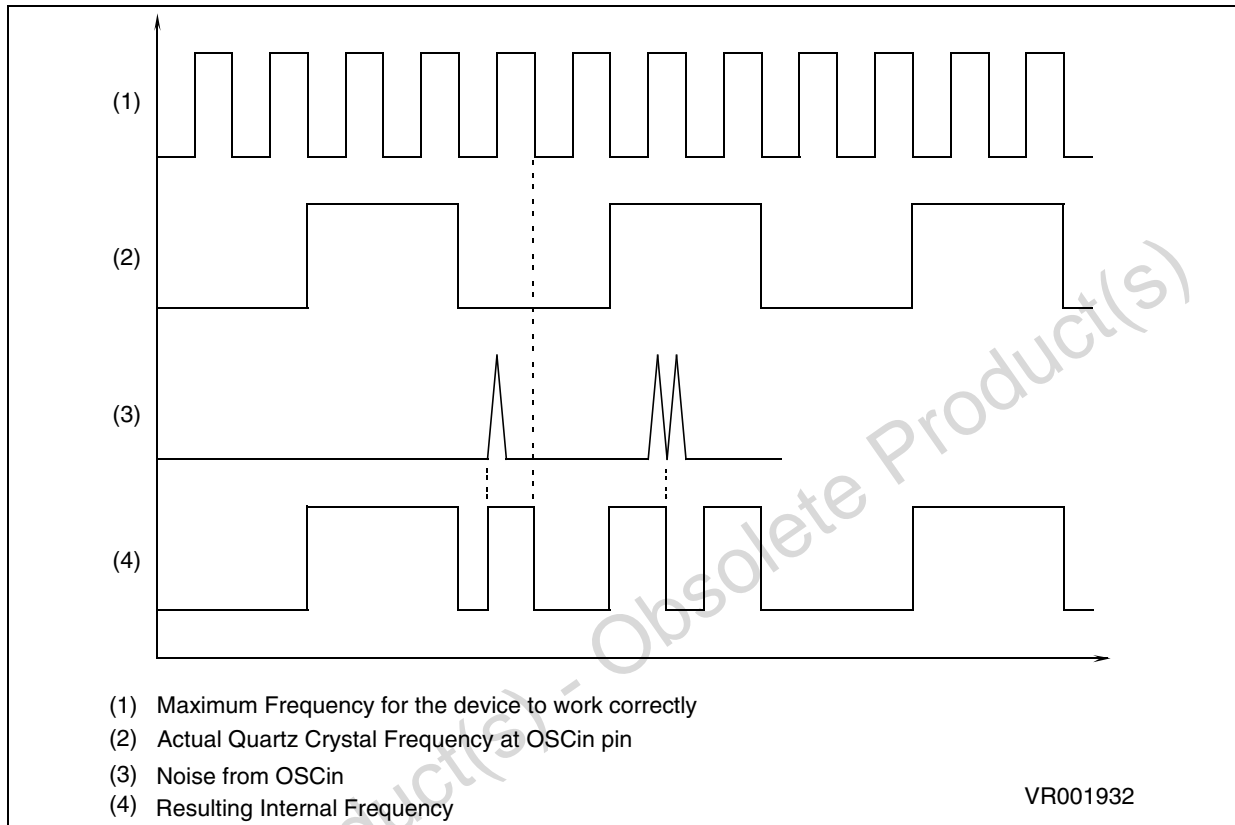 (1)
(2)
(3)
(4)
(1) Maximum Frequency for the device to work correctly
(2) Actual Quartz Crystal Frequency at OSCin pin
(3) Noise from OSCin
(4) Resulting Internal Frequency
VR001932
duct(s) - Obsolete Product(s)